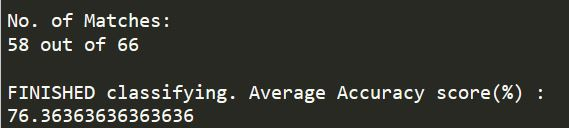 No. of Matches:
58 out of 66
FINISHED classifying. Average Accuracy score(%) :
76.36363636363636